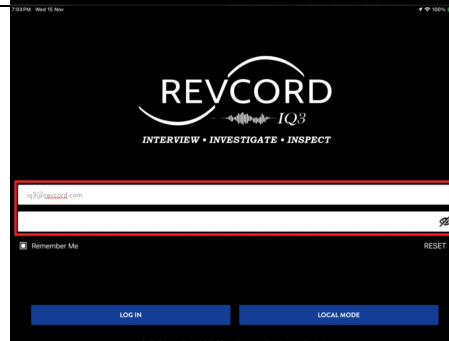 7:03 PM Wed 15 Nov 100%
REVCORD
IQ3
INTERVIEW • INVESTIGATE • INSPECT
iq3@revcord.com
Remember Me RESET
LOG IN LOCAL MODE